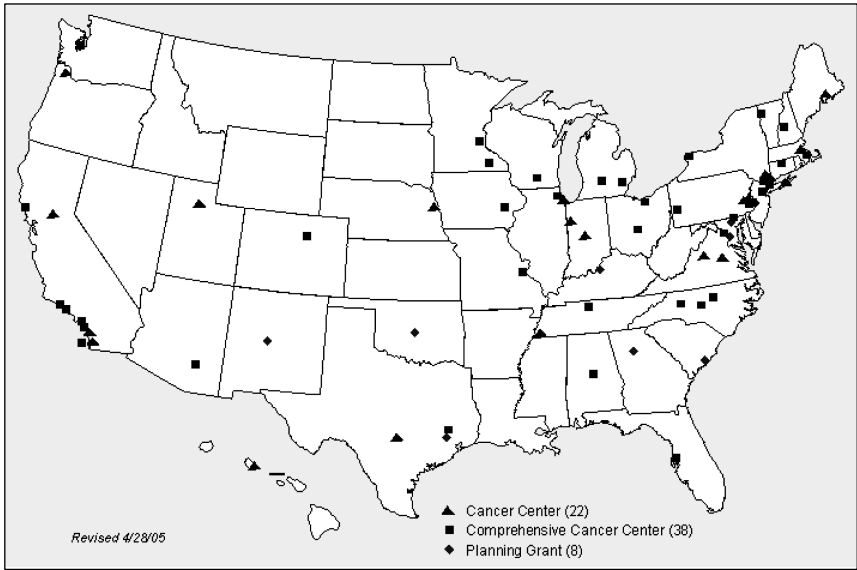 Cancer Center (22)
Comprehensive Cancer Center (38)
Revised 4/28/05
Planning Grant (8)